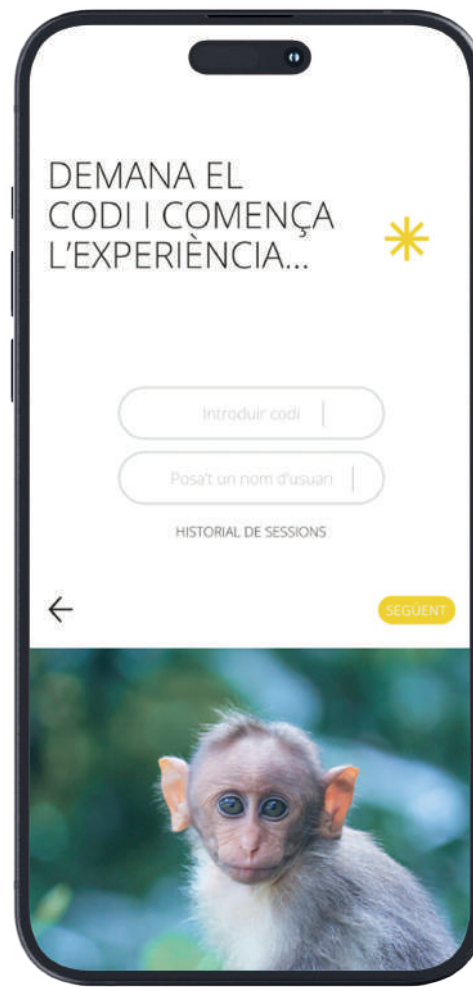 DEMANA EL
CODI I COMENÇA
L'EXPERIÈNCIA...
Introduir codi
Posa't un nom d'usuari
HISTORIAL DE SESSIONS
SEGÜENT